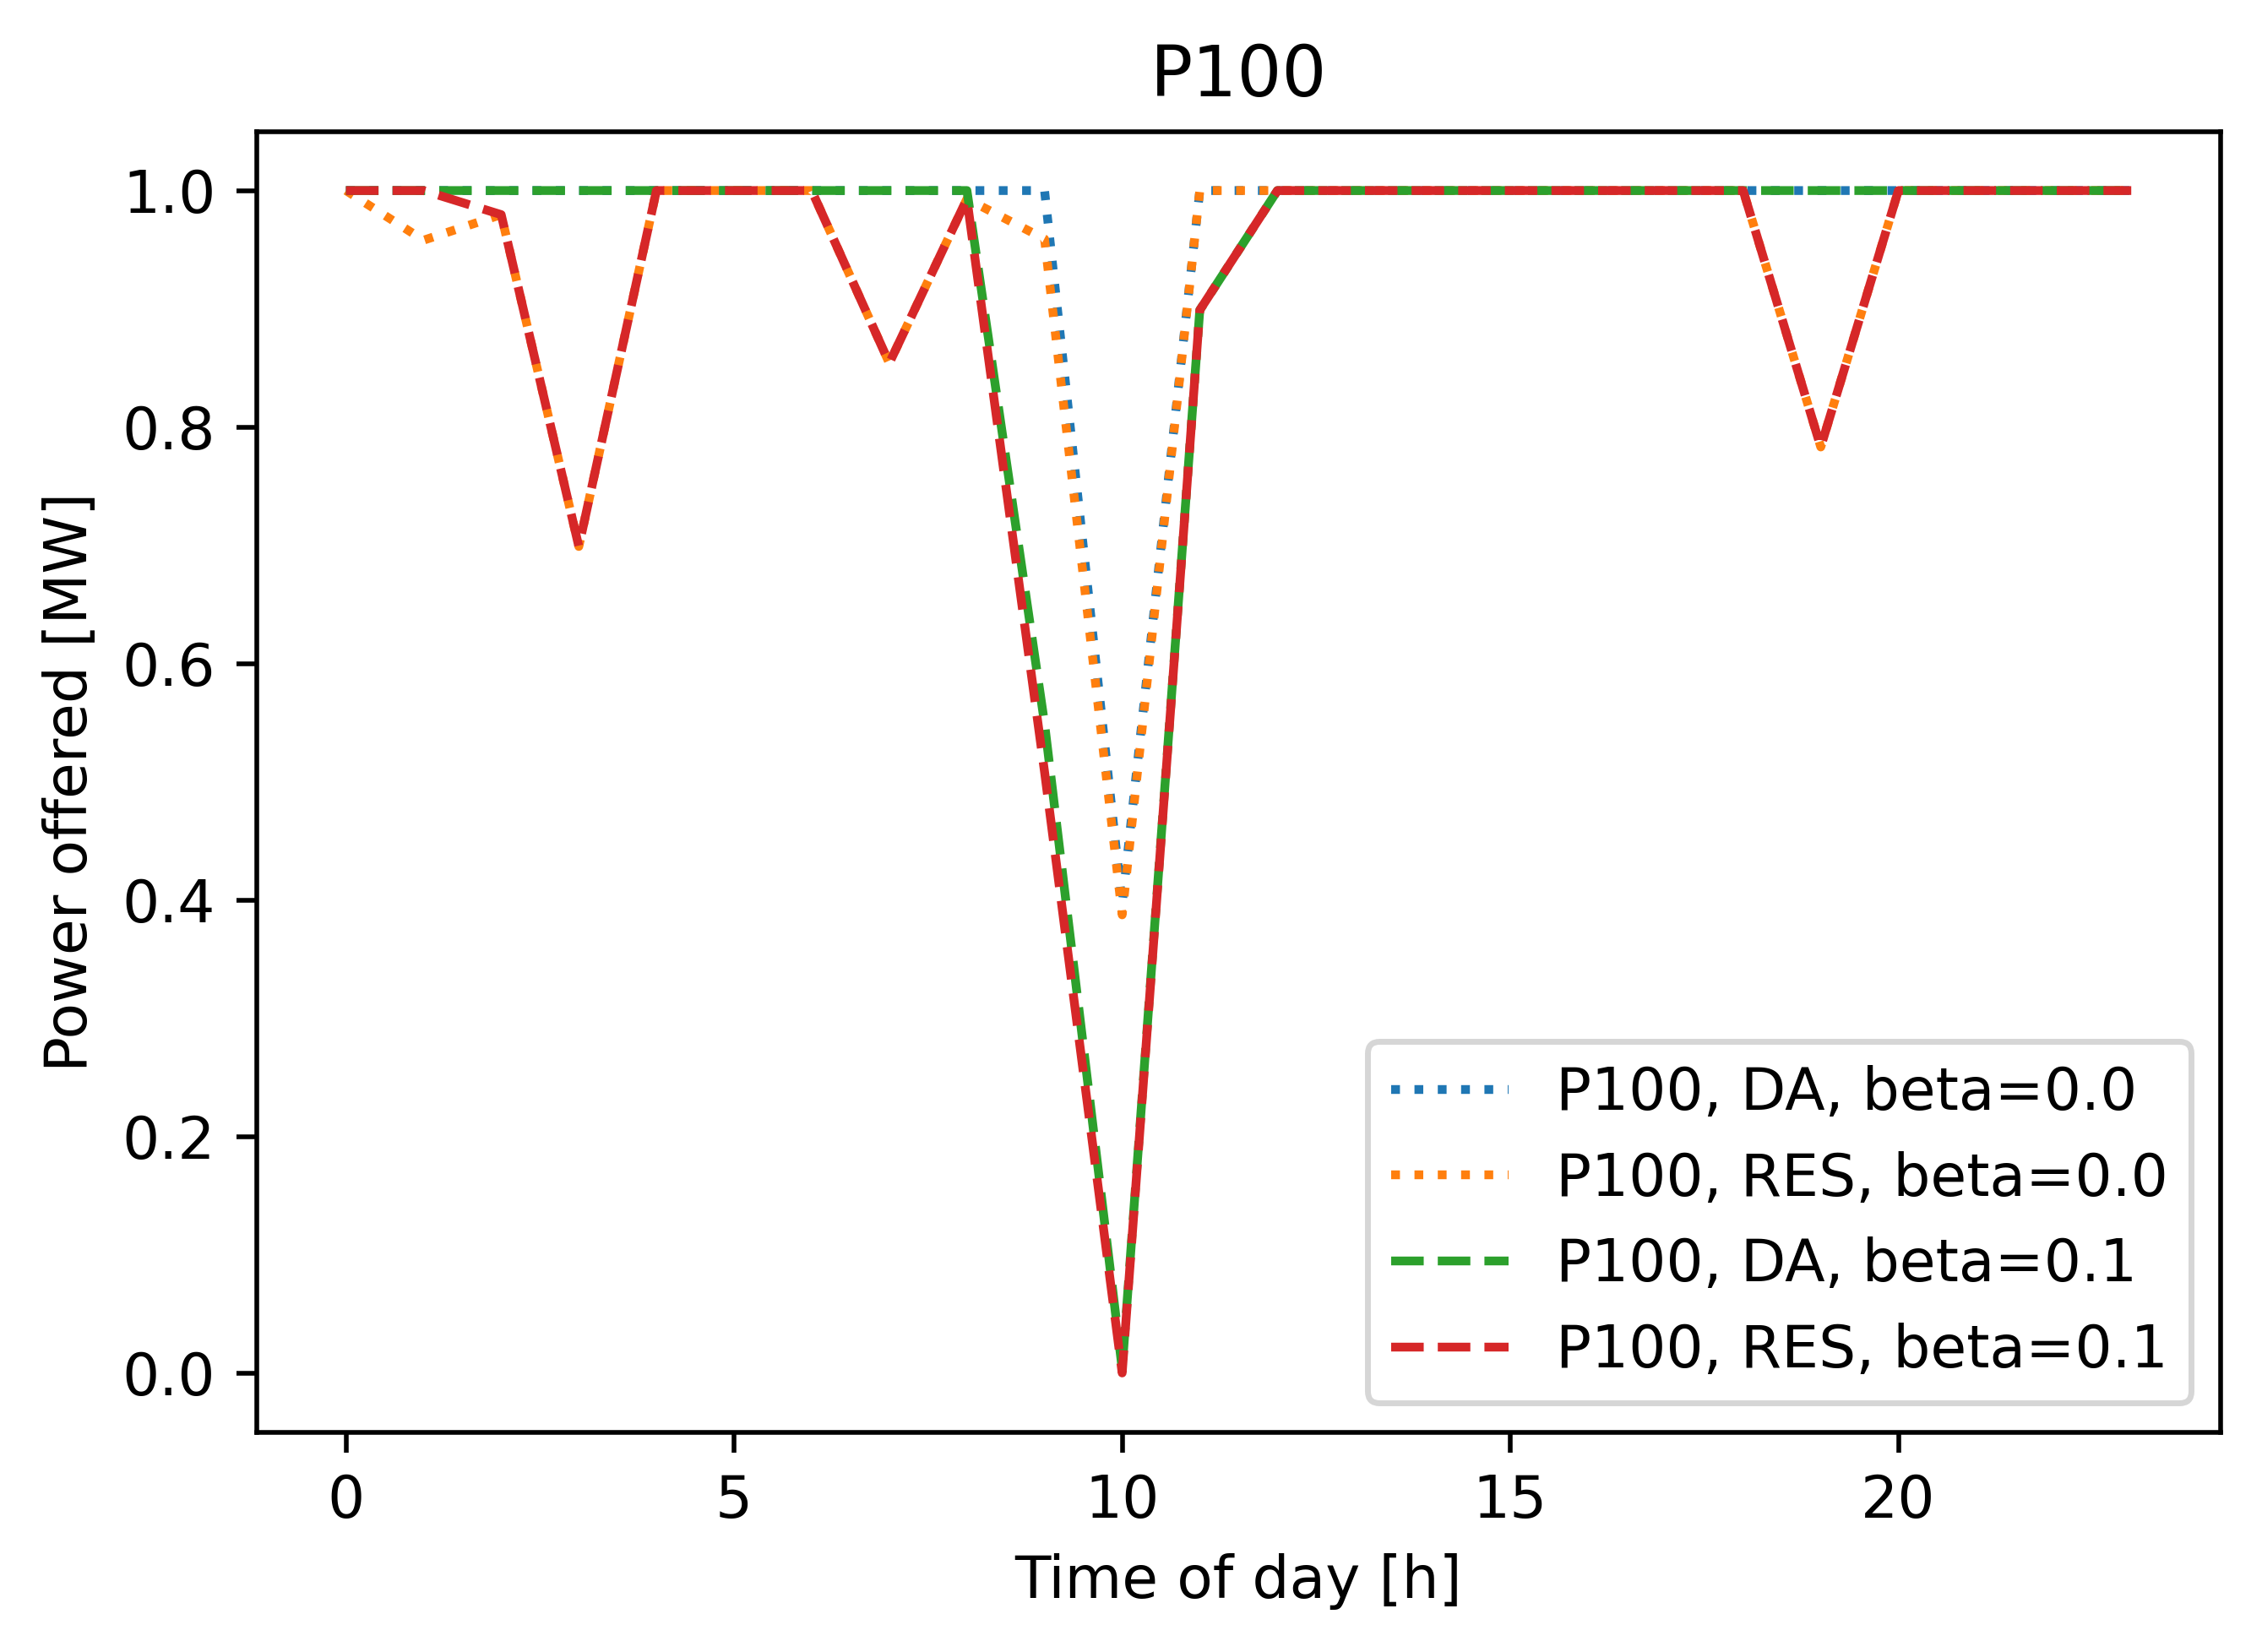 P100
1.0
0.8
0.6
0.4
0.2
0.0
Power offered [MW]
0 5 10 15 20
Time of day [h]
P100, DA, beta=0.0
P100, RES, beta=0.0
P100, DA, beta=0.1
P100, RES, beta=0.1